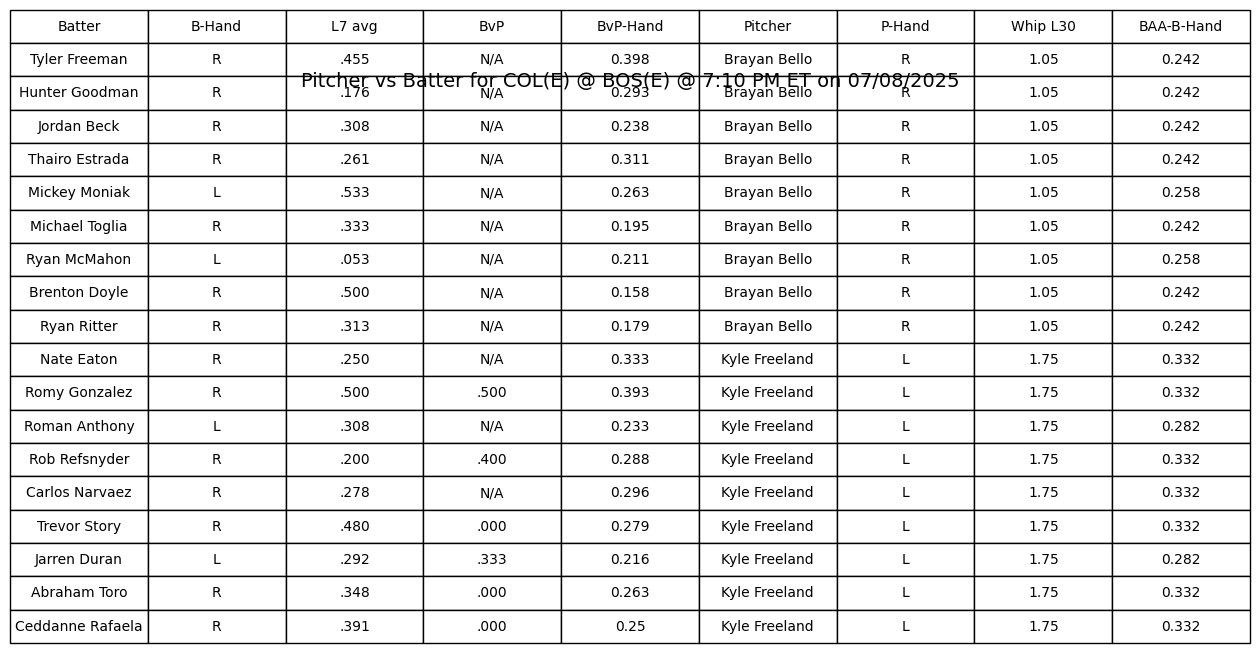 Batter B-Hand L7 avg BvP BvP-Hand Pitcher P-Hand Whip L30 BAA-B-Hand
Tyler Freeman R .455 N/A 0.398 Brayan Bello R 1.05 0.242
Pitcher vs Batter for COL(E) @ BOS(E) @ 7:10 PM ET on 07/08/2025
Hunter Goodman R .176 N/A 0.293 Brayan Bello R 1.05 0.242
Jordan Beck R .308 N/A 0.238 Brayan Bello R 1.05 0.242
Thairo Estrada R .261 N/A 0.311 Brayan Bello R 1.05 0.242
Mickey Moniak L .533 N/A 0.263 Brayan Bello R 1.05 0.258
Michael Toglia R .333 N/A 0.195 Brayan Bello R 1.05 0.242
Ryan McMahon L .053 N/A 0.211 Brayan Bello R 1.05 0.258
Brenton Doyle R .500 N/A 0.158 Brayan Bello R 1.05 0.242
Ryan Ritter R .313 N/A 0.179 Brayan Bello R 1.05 0.242
Nate Eaton R .250 N/A 0.333 Kyle Freeland L 1.75 0.332
Romy Gonzalez R .500 .500 0.393 Kyle Freeland L 1.75 0.332
Roman Anthony L .308 N/A 0.233 Kyle Freeland L 1.75 0.282
Rob Refsnyder R .200 .400 0.288 Kyle Freeland L 1.75 0.332
Carlos Narvaez R .278 N/A 0.296 Kyle Freeland L 1.75 0.332
Trevor Story R .480 .000 0.279 Kyle Freeland L 1.75 0.332
Jarren Duran L .292 .333 0.216 Kyle Freeland L 1.75 0.282
Abraham Toro R .348 .000 0.263 Kyle Freeland L 1.75 0.332
Ceddanne Rafaela R .391 .000 0.25 Kyle Freeland L 1.75 0.332